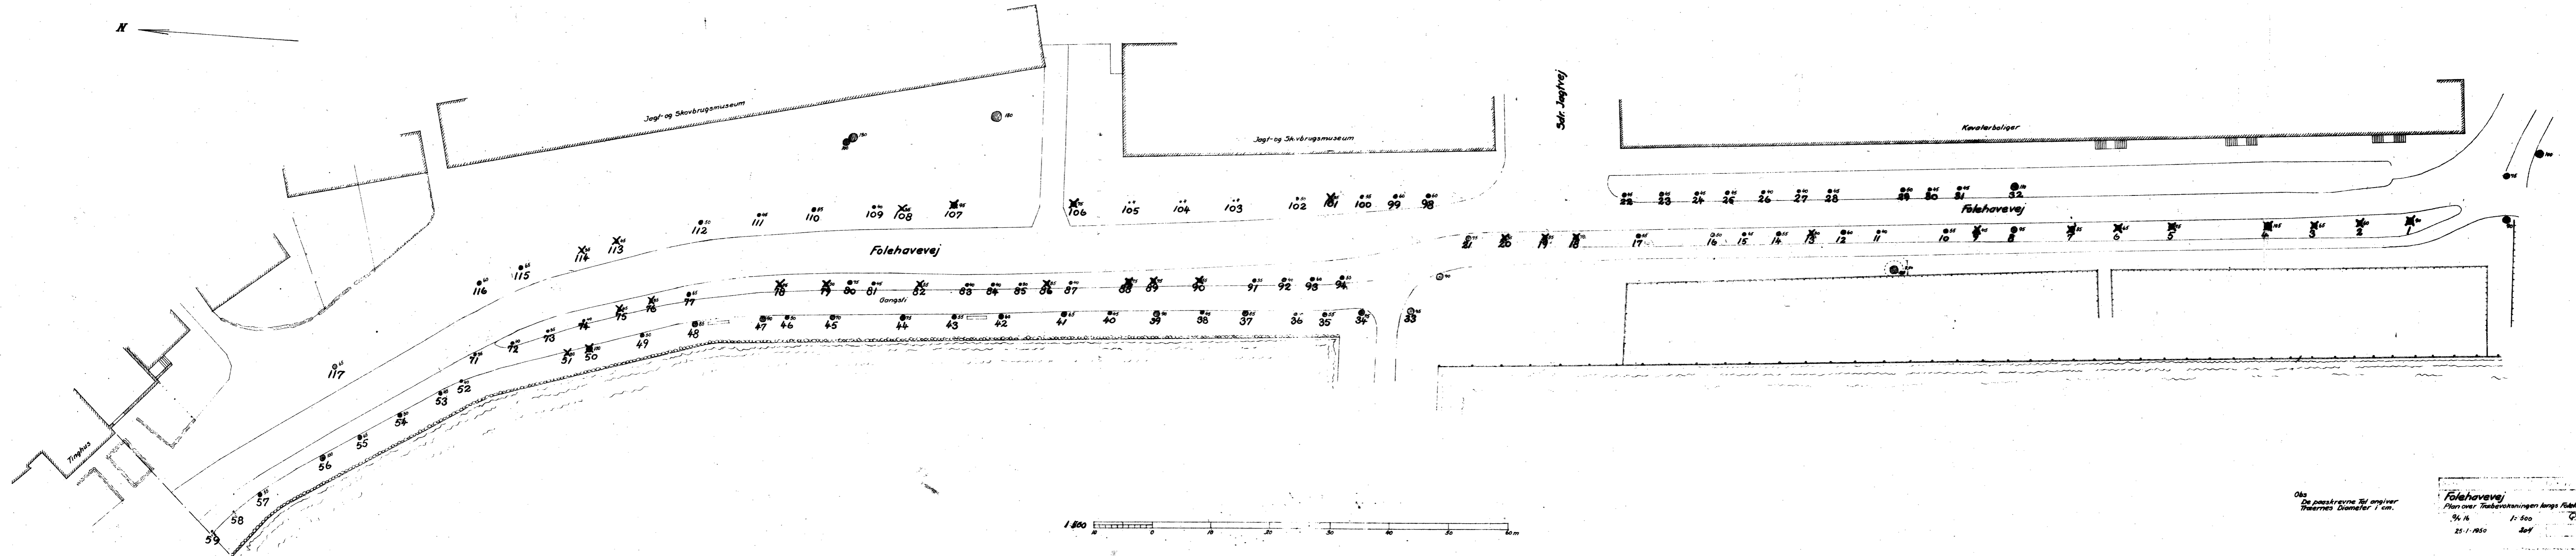 N
Jagt- og Skovbrugsmuseum
Jagt- og Skovbrugsmuseum
Sdr. Jagtvej
Kavalerboliger
Folehavevej
Folehavevej
Gangsti
Tinghus
116 115 114 113 112 111 110 109 108 107 106 105 104 103 102 101 100 99 98
22 23 24 25 26 27 28 29 30 31 32
21 20 19 18 17 16 15 14 13 12 11 10 9 8 7 6 5 4 3 2 1
117 71 72 73 74 75 76 77 78 79 80 81 82 83 84 85 86 87 88 89 90 91 92 93 94
59 58 57 56 55 54 53 52 51 50 49 48 47 46 45 44 43 42 41 40 39 38 37 36 35 34 33
1:500
10 0 10 20 30 40 50 60 m
Obs
De paaskrevne Tal angiver
Træernes Diameter i cm.
Folehavevej
Plan over Træbevoksningen langs
1:500
25-1-1950